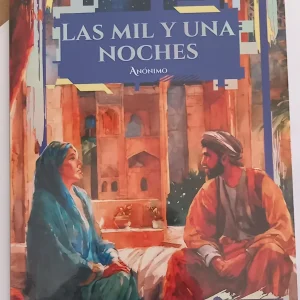 LAS MIL Y UNA
NOCHES
ANÓNIMO